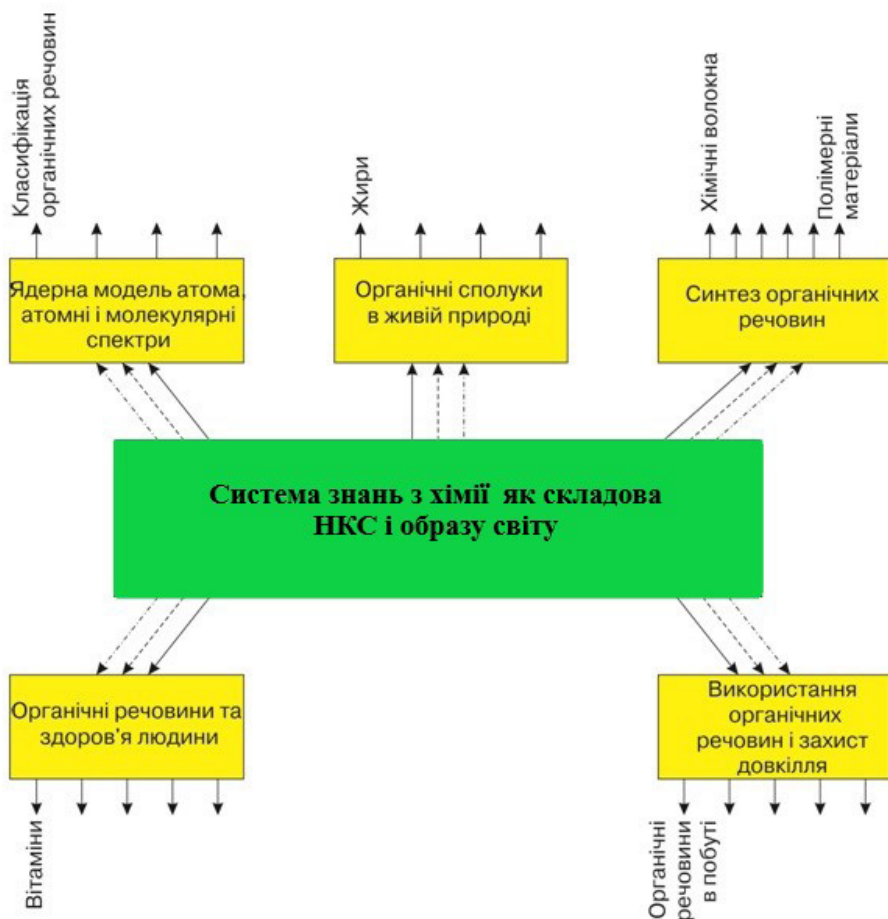 Класифікація
органічних речовин
Жири
Хімічні волокна
Полімерні
матеріали
Ядерна модель атома,
атомні і молекулярні
спектри
Органічні сполуки
в живій природі
Синтез органічних
речовин
Система знань з хімії як складова
НКС і образу світу
Органічні речовини та
здоров'я людини
Використання
органічних
речовин і захист
довкілля
Вітаміни
Органічні
речовини
в побуті